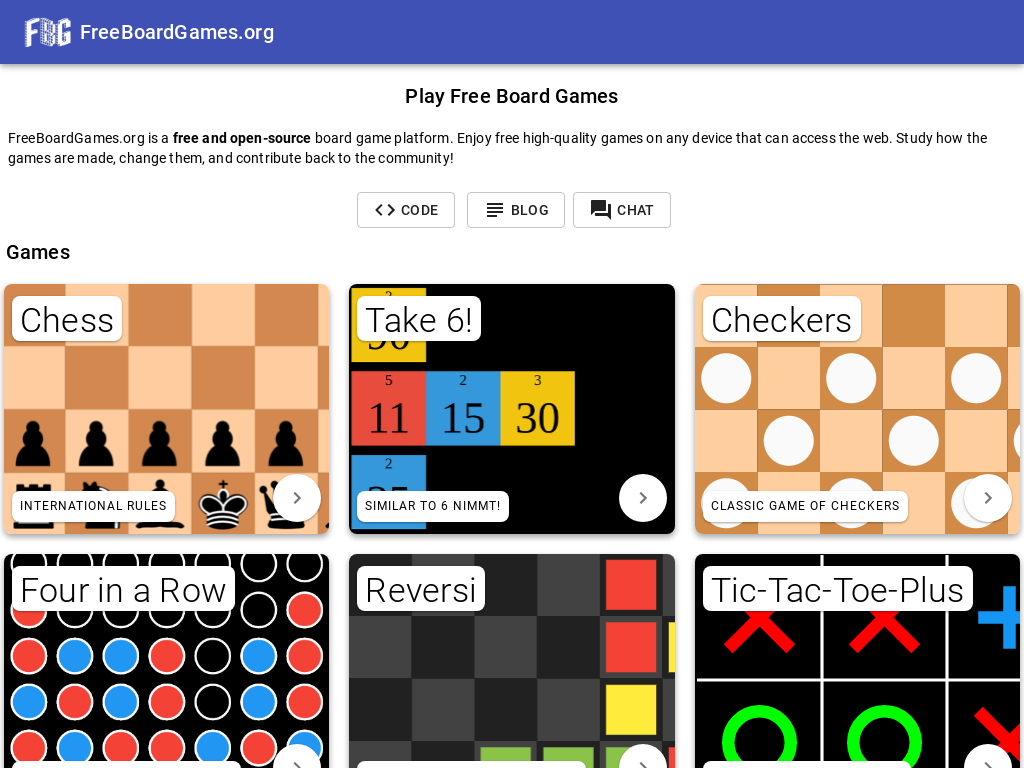 FBG FreeBoardGames.org
Play Free Board Games
FreeBoardGames.org is a free and open-source board game platform. Enjoy free high-quality games on any device that can access the web. Study how the
games are made, change them, and contribute back to the community!
CODE
BLOG
CHAT
Games
Chess
INTERNATIONAL RULES
Take 6!
5
11
2
15
3
30
2
SIMILAR TO 6 NIMMT!
Checkers
CLASSIC GAME OF CHECKERS
Four in a Row
Reversi
Tic-Tac-Toe-Plus